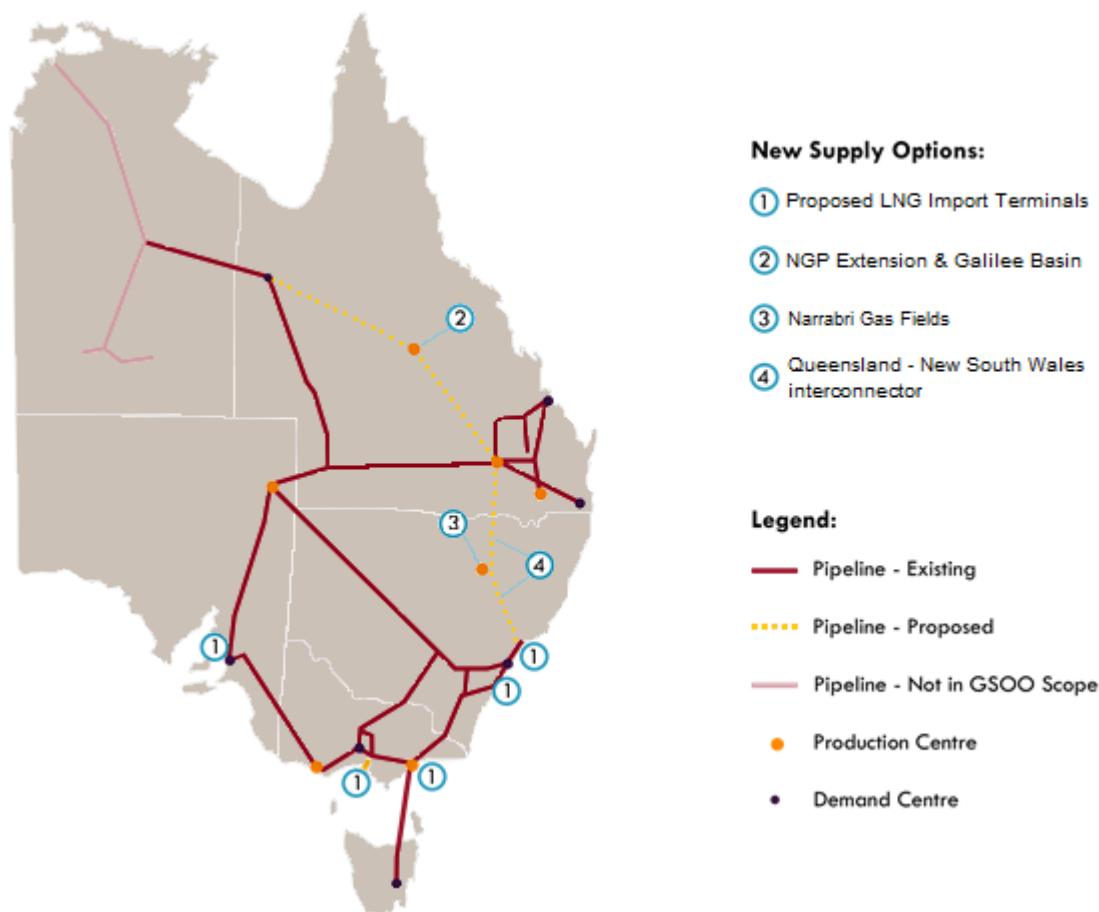 New Supply Options:
1 Proposed LNG Import Terminals
2 NGP Extension & Galilee Basin
3 Narrabri Gas Fields
4 Queensland - New South Wales
interconnector
2
3
4
1
1
1
1
1
Legend:
Pipeline - Existing
Pipeline - Proposed
Pipeline - Not in GSOO Scope
Production Centre
Demand Centre